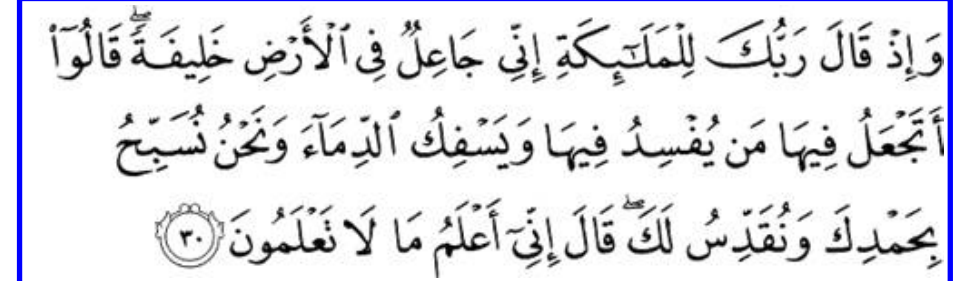 وَإِذْ قَالَ رَبُّكَ لِلْمَلَٰٓئِكَةِ إِنِّي جَاعِلٌ فِي ٱلْأَرْضِ خَلِيفَةً ۖ قَالُوٓا۟
أَتَجْعَلُ فِيهَا مَن يُفْسِدُ فِيهَا وَيَسْفِكُ ٱلدِّمَآءَ وَنَحْنُ نُسَبِّحُ
بِحَمْدِكَ وَنُقَدِّسُ لَكَ ۖ قَالَ إِنِّيٓ أَعْلَمُ مَا لَا تَعْلَمُونَ ٣٠